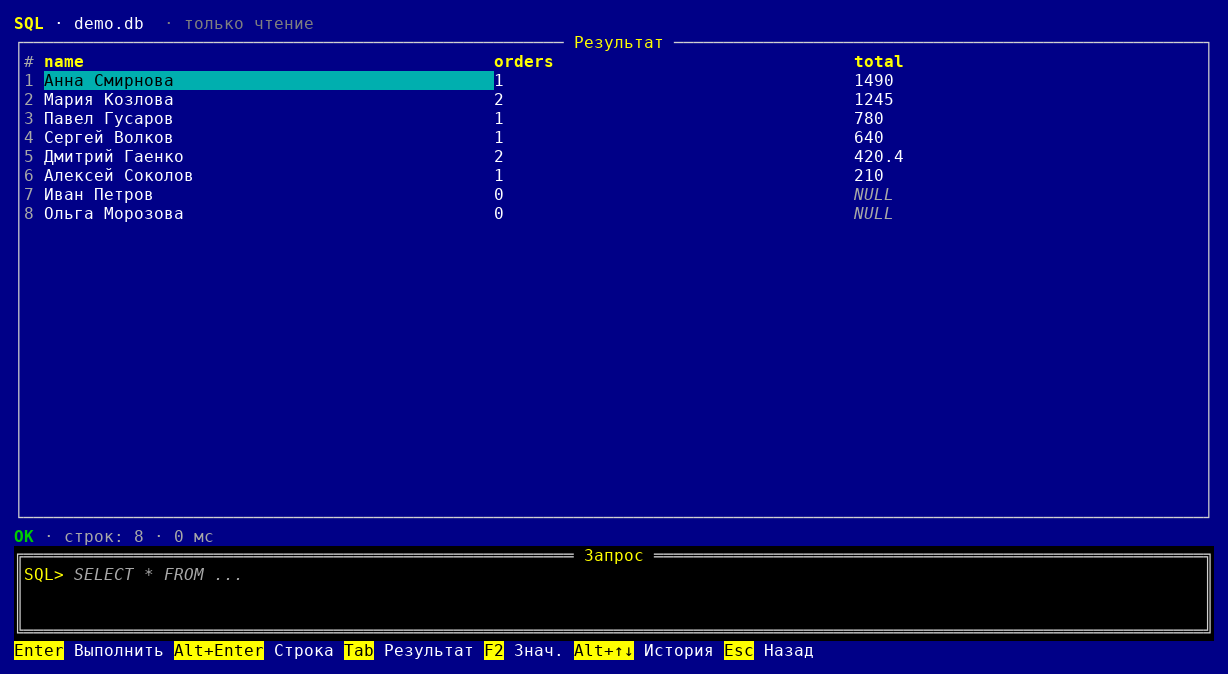 SQL · demo.db · только чтение
Результат
# name orders total
1 Анна Смирнова 1 1490
2 Мария Козлова 2 1245
3 Павел Гусаров 1 780
4 Сергей Волков 1 640
5 Дмитрий Гаенко 2 420.4
6 Алексей Соколов 1 210
7 Иван Петров 0 NULL
8 Ольга Морозова 0 NULL
OK · строк: 8 · 0 мс
Запрос
SQL> SELECT * FROM ...
Enter Выполнить Alt+Enter Строка Tab Результат F2 Знач. Alt+↑↓ История Esc Назад